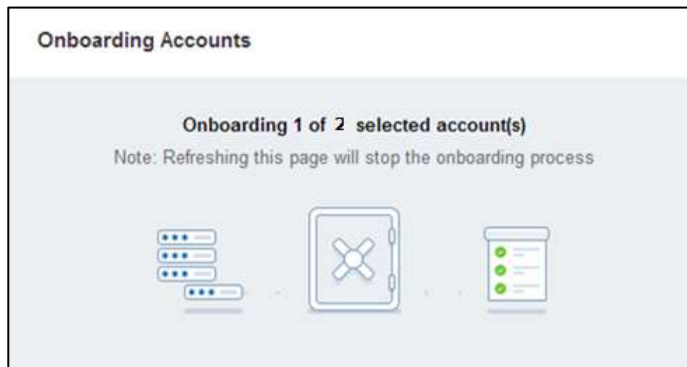 Onboarding Accounts
Onboarding 1 of 2 selected account(s)
Note: Refreshing this page will stop the onboarding process